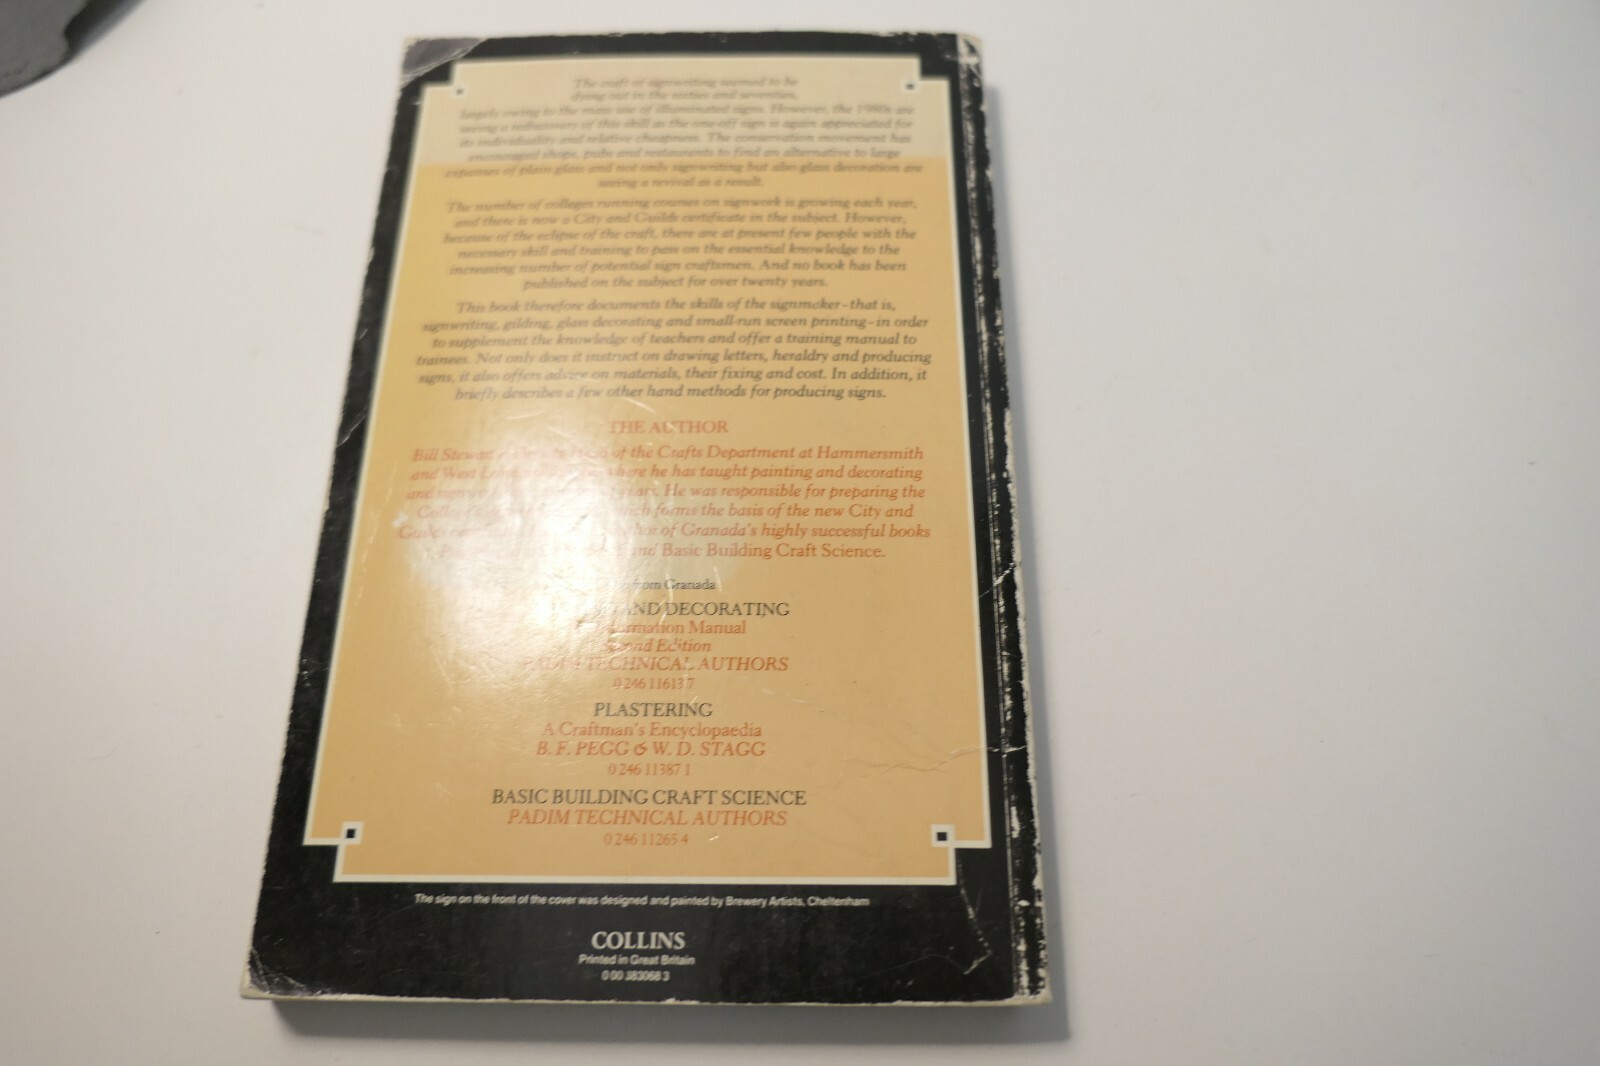 The craft of signwriting seemed to be
dying out in the sixties and seventies,
largely owing to the mass use of illuminated signs. However, the 1980s are
seeing a rediscovery of this skill as the one-off sign is again appreciated for
its individuality and relative cheapness. The conservation movement has
encouraged shops, pubs and restaurants to find an alternative to large
expanses of plain glass and not only signwriting but also glass decoration are
seeing a revival as a result.
The number of colleges running courses on signwork is growing each year,
and there is now a City and Guilds certificate in the subject. However,
because of the eclipse of the craft, there are at present few people with the
necessary skill and training to pass on the essential knowledge to the
increasing number of potential sign craftsmen. And no book has been
published on the subject for over twenty years.
This book therefore documents the skills of the signmaker–that is,
signwriting, gilding, glass decorating and small-run screen printing–in order
to supplement the knowledge of teachers and offer a training manual to
trainees. Not only does it instruct on drawing letters, heraldry and producing
signs, it also offers advice on materials, their fixing and cost. In addition, it
briefly describes a few other hand methods for producing signs.
THE AUTHOR
Bill Stewart of the Crafts Department at Hammersmith
and West where he has taught painting and decorating
and years. He was responsible for preparing the
which forms the basis of the new City and
of Granada's highly successful books
and Basic Building Craft Science.
from Granada
AND DECORATING
Information Manual
Second Edition
PADIM TECHNICAL AUTHORS
0 246 11613 7
PLASTERING
A Craftman's Encyclopaedia
B. F. PEGG & W. D. STAGG
0 246 11387 1
BASIC BUILDING CRAFT SCIENCE
PADIM TECHNICAL AUTHORS
0 246 11265 4
The sign on the front of the cover was designed and painted by Brewery Artists, Cheltenham
COLLINS
Printed in Great Britain
0 00 383068 3